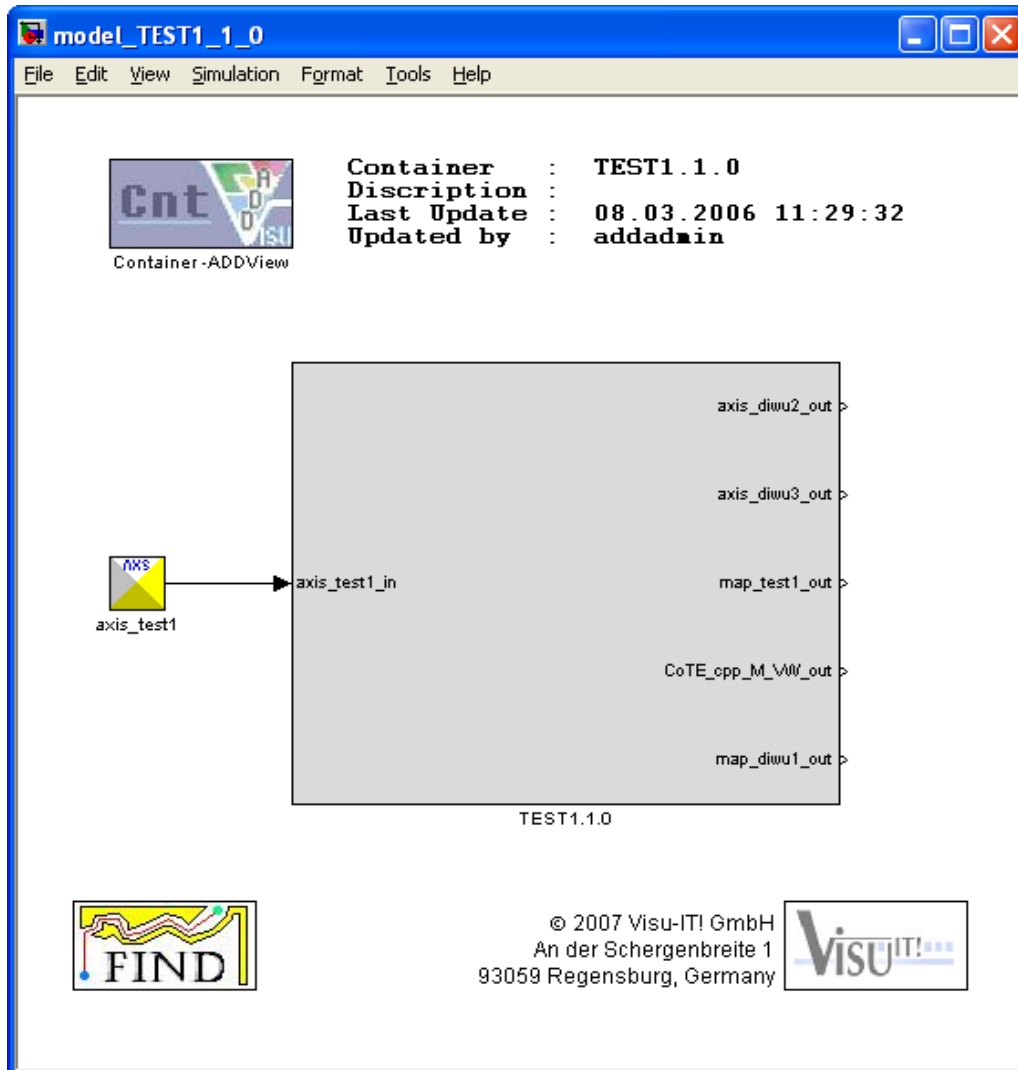 model_TEST1_1_0
File Edit View Simulation Format Tools Help
Cnt
ADD
Visu
Container-ADDView
Container : TEST1.1.0
Discription :
Last Update : 08.03.2006 11:29:32
Updated by : addadmin
axis_diwu2_out
axis_diwu3_out
AXS
axis_test1
axis_test1_in
map_test1_out
CoTE_cpp_M_VW_out
map_diwu1_out
TEST1.1.0
FIND
© 2007 Visu-IT! GmbH
An der Schergenbreite 1
93059 Regensburg, Germany
VISU IT!